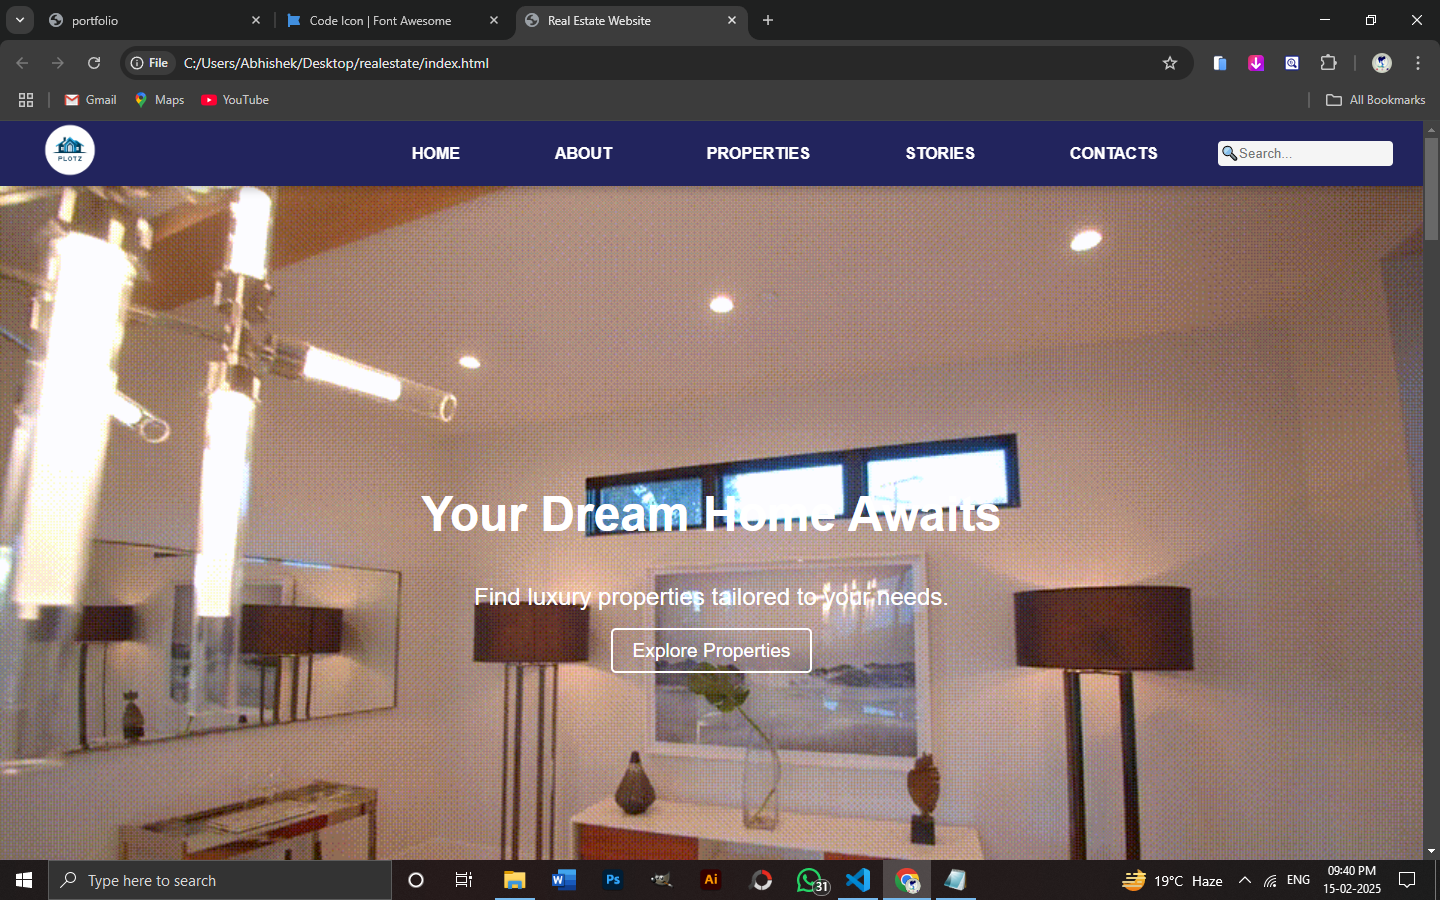 portfolio
Code Icon | Font Awesome
Real Estate Website
File
C:/Users/Abhishek/Desktop/realestate/index.html
Gmail
Maps
YouTube
All Bookmarks
PLOTZ
HOME
ABOUT
PROPERTIES
STORIES
CONTACTS
Search...
Your Dream Home Awaits
Find luxury properties tailored to your needs.
Explore Properties
Type here to search
W
Ps
Ai
31
19°C Haze
ENG
09:40 PM
15-02-2025